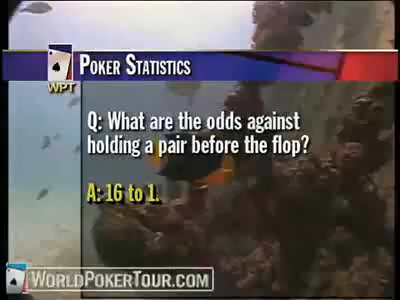 POKER STATISTICS
WPT
Q: What are the odds against
holding a pair before the flop?
A: 16 to 1.
WORLDPOKERTOUR.COM